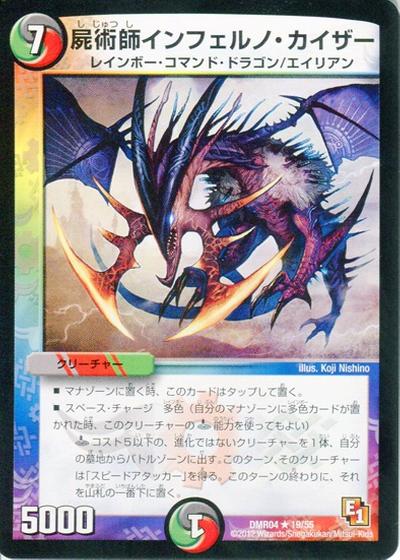 7
し じゅつ し
屍術師インフェルノ・カイザー
レインボー・コマンド・ドラゴン/エイリアン
illus. Koji Nishino
クリーチャー
■ マナゾーンに置く時、このカードはタップして置く。
■ スペース・チャージ 多色(自分のマナゾーンに多色カードが置
かれた時、このクリーチャーの 能力を使ってもよい)
コスト5以下の、進化ではないクリーチャーを1体、自分
の墓地からバトルゾーンに出す。このターン、そのクリーチャー
は「スピードアタッカー」を得る。このターンの終わりに、それ
を山札の一番下に置く。
5000
1
DMR04 ★ 19/55
E1
©2012 Wizards/Shogakukan/Mitsui-Kids